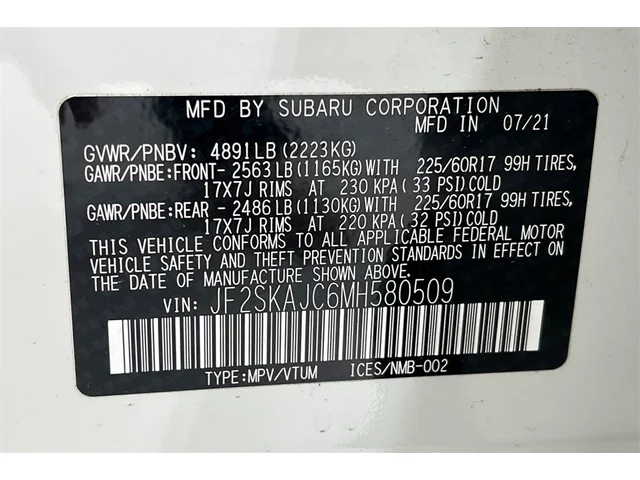 MFD BY SUBARU CORPORATION
MFD IN 07/21
GVWR/PNBV: 4891LB (2223KG)
GAWR/PNBE:FRONT- 2563 LB (1165KG) WITH 225/60R17 99H TIRES,
17X7J RIMS AT 230 KPA (33 PSI) COLD
GAWR/PNBE:REAR - 2486 LB (1130KG) WITH 225/60R17 99H TIRES,
17X7J RIMS AT 220 KPA (32 PSI) COLD
THIS VEHICLE CONFORMS TO ALL APPLICABLE FEDERAL MOTOR
VEHICLE SAFETY AND THEFT PREVENTION STANDARDS IN EFFECT ON
THE DATE OF MANUFACTURE SHOWN ABOVE.
VIN: JF2SKAJC6MH580509
TYPE:MPV/VTUM ICES/NMB-002